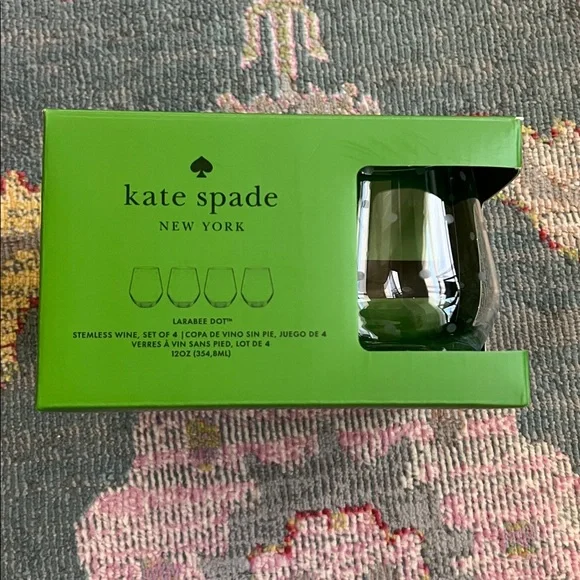 kate spade
NEW YORK
LARABEE DOT™
STEMLESS WINE, SET OF 4 | COPA DE VINO SIN PIE, JUEGO DE 4
VERRES À VIN SANS PIED, LOT DE 4
12OZ (354,8ML)